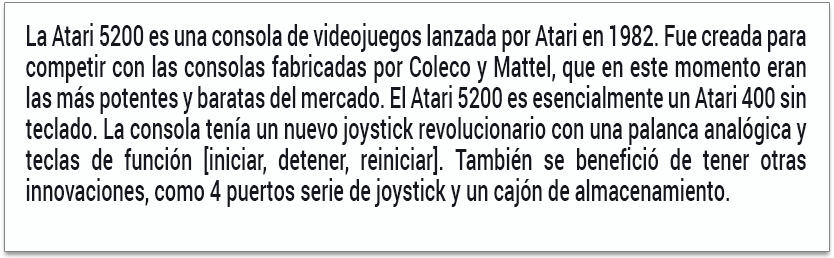 La Atari 5200 es una consola de videojuegos lanzada por Atari en 1982. Fue creada para
competir con las consolas fabricadas por Coleco y Mattel, que en este momento eran
las más potentes y baratas del mercado. El Atari 5200 es esencialmente un Atari 400 sin
teclado. La consola tenía un nuevo joystick revolucionario con una palanca analógica y
teclas de función [iniciar, detener, reiniciar]. También se benefició de tener otras
innovaciones, como 4 puertos serie de joystick y un cajón de almacenamiento.